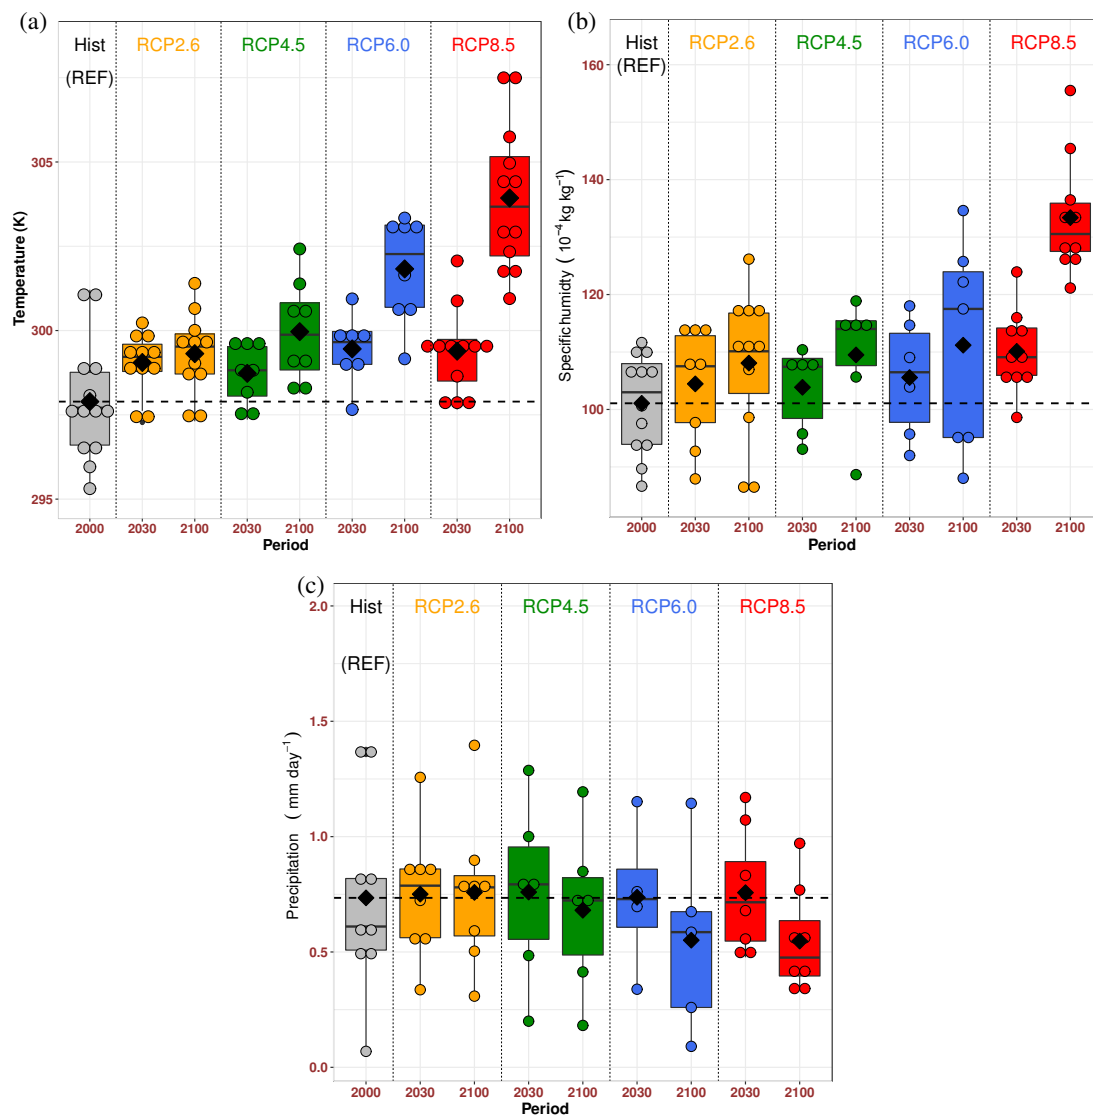 (a)
Hist RCP2.6 RCP4.5 RCP6.0 RCP8.5
(REF)
Temperature (K)
305
300
295
2000 2030 2100 2030 2100 2030 2100 2030 2100
Period
(b)
Hist RCP2.6 RCP4.5 RCP6.0 RCP8.5
(REF)
Specifichumidty ( 10⁻⁴ kg kg⁻¹)
160
140
120
100
2000 2030 2100 2030 2100 2030 2100 2030 2100
Period
(c)
Hist RCP2.6 RCP4.5 RCP6.0 RCP8.5
(REF)
Precipitation ( mm day⁻¹)
2.0
1.5
1.0
0.5
0.0
2000 2030 2100 2030 2100 2030 2100 2030 2100
Period